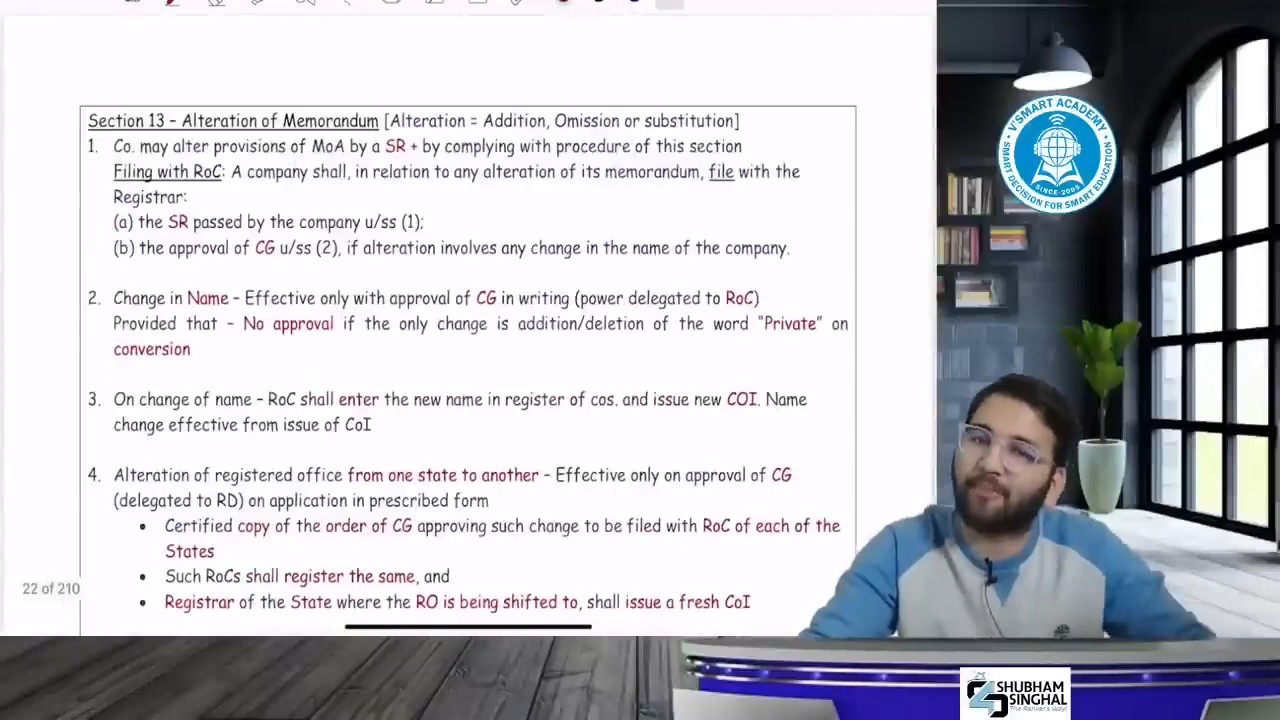 Section 13 – Alteration of Memorandum [Alteration = Addition, Omission or substitution]
1. Co. may alter provisions of MoA by a SR + by complying with procedure of this section
Filing with RoC: A company shall, in relation to any alteration of its memorandum, file with the
Registrar:
(a) the SR passed by the company u/ss (1);
(b) the approval of CG u/ss (2), if alteration involves any change in the name of the company.
2. Change in Name – Effective only with approval of CG in writing (power delegated to RoC)
Provided that – No approval if the only change is addition/deletion of the word "Private" on
conversion
3. On change of name – RoC shall enter the new name in register of cos. and issue new COI. Name
change effective from issue of CoI
4. Alteration of registered office from one state to another – Effective only on approval of CG
(delegated to RD) on application in prescribed form
• Certified copy of the order of CG approving such change to be filed with RoC of each of the
States
• Such RoCs shall register the same, and
• Registrar of the State where the RO is being shifted to, shall issue a fresh CoI
22 of 210
V'SMART ACADEMY
SINCE-2005
SMART DECISION FOR SMART EDUCATION
SHUBHAM
SINGHAL
The Rankers Way!